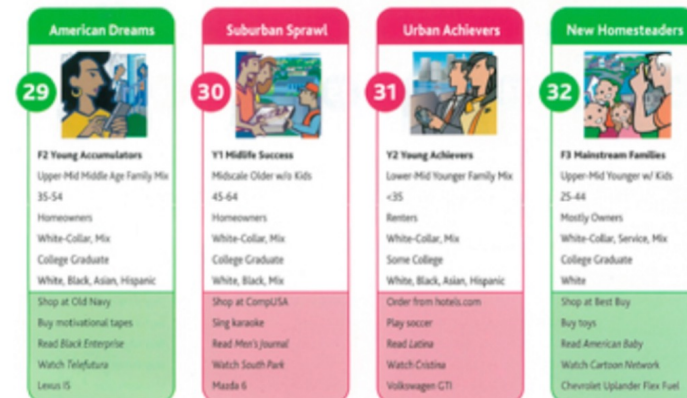 American Dreams
29
F2 Young Accumulators
Upper-Mid Middle Age Family Mix
35-54
Homeowners
White-Collar, Mix
College Graduate
White, Black, Asian, Hispanic
Shop at Old Navy
Buy motivational tapes
Read Black Enterprise
Watch Telefutura
Lexus IS
Suburban Sprawl
30
Y1 Midlife Success
Midscale Older w/o Kids
45-64
Homeowners
White-Collar, Mix
College Graduate
White, Black, Mix
Shop at CompUSA
Sing karaoke
Read Men's Journal
Watch South Park
Mazda 6
Urban Achievers
31
Y2 Young Achievers
Lower-Mid Younger Family Mix
<35
Renters
White-Collar, Mix
Some College
White, Black, Asian, Hispanic
Order from hotels.com
Play soccer
Read Latina
Watch Cristina
Volkswagen GTI
New Homesteaders
32
F3 Mainstream Families
Upper-Mid Younger w/ Kids
25-44
Mostly Owners
White-Collar, Service, Mix
College Graduate
White
Shop at Best Buy
Buy toys
Read American Baby
Watch Cartoon Network
Chevrolet Uplander Flex Fuel